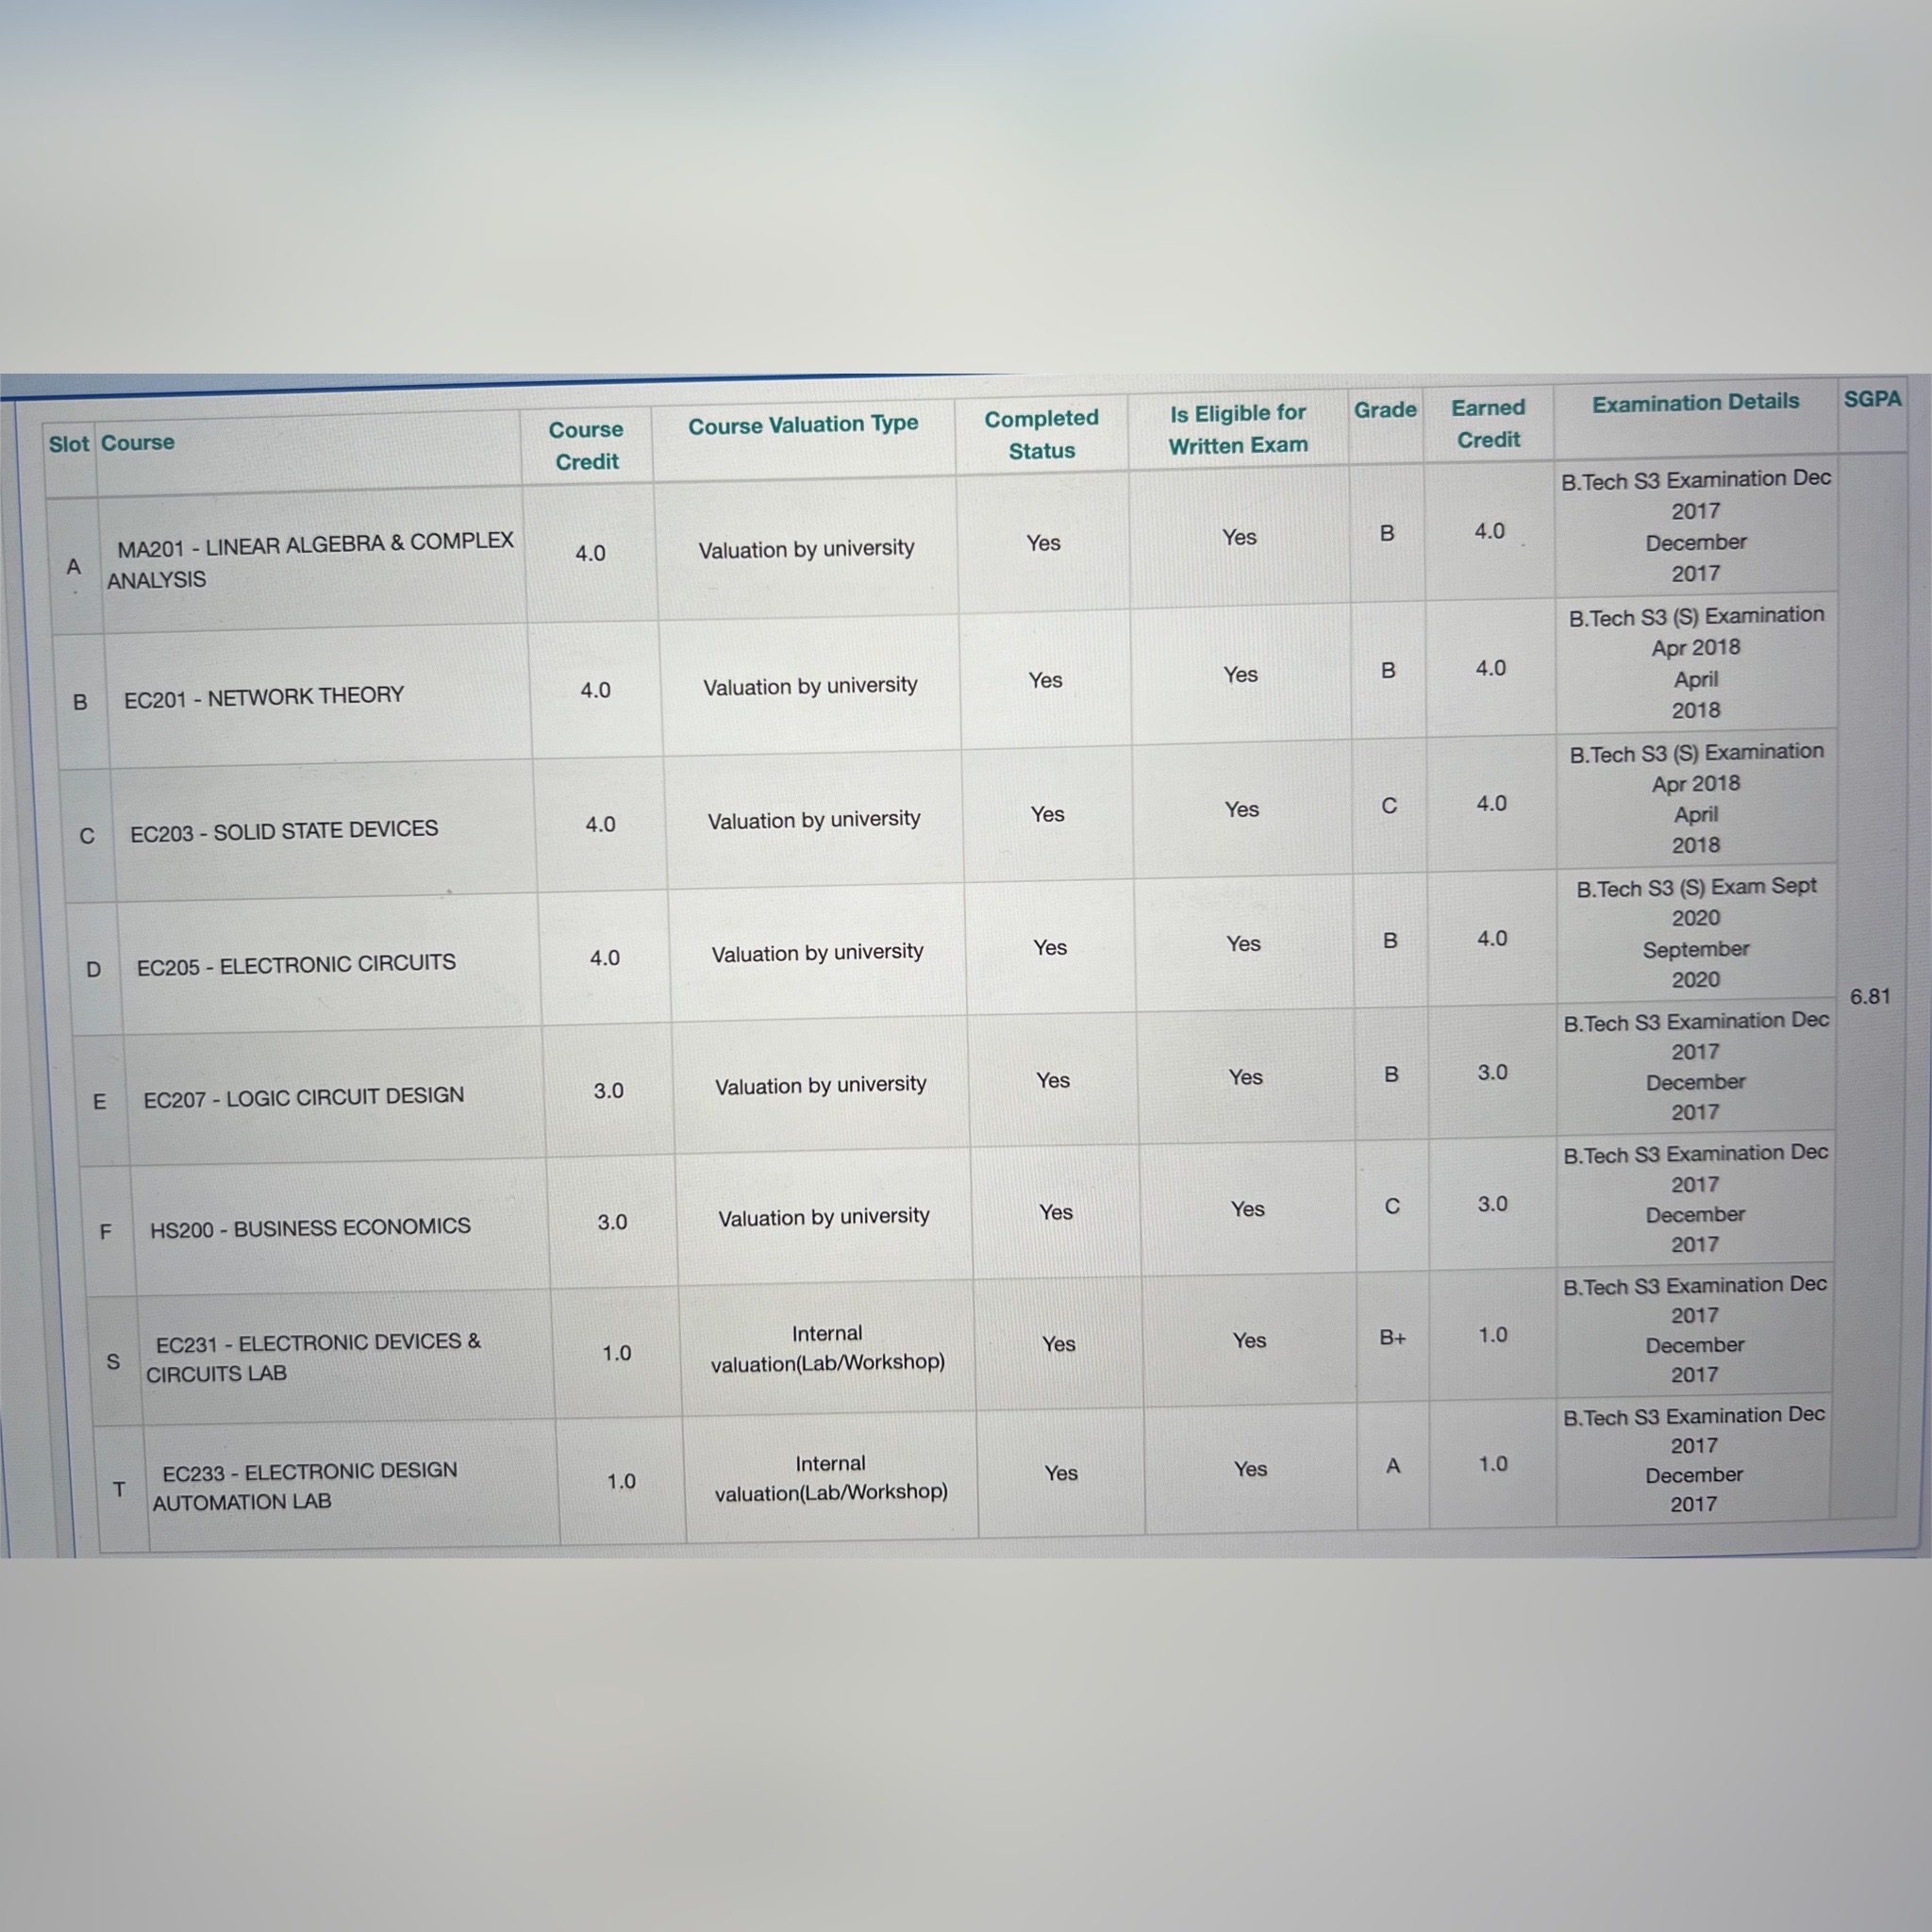 Slot Course Course Credit Course Valuation Type Completed Status Is Eligible for Written Exam Grade Earned Credit Examination Details SGPA
A MA201 - LINEAR ALGEBRA & COMPLEX ANALYSIS 4.0 Valuation by university Yes Yes B 4.0 B.Tech S3 Examination Dec 2017 December 2017
B EC201 - NETWORK THEORY 4.0 Valuation by university Yes Yes B 4.0 B.Tech S3 (S) Examination Apr 2018 April 2018
C EC203 - SOLID STATE DEVICES 4.0 Valuation by university Yes Yes C 4.0 B.Tech S3 (S) Examination Apr 2018 April 2018
D EC205 - ELECTRONIC CIRCUITS 4.0 Valuation by university Yes Yes B 4.0 B.Tech S3 (S) Exam Sept 2020 September 2020
6.81
E EC207 - LOGIC CIRCUIT DESIGN 3.0 Valuation by university Yes Yes B 3.0 B.Tech S3 Examination Dec 2017 December 2017
F HS200 - BUSINESS ECONOMICS 3.0 Valuation by university Yes Yes C 3.0 B.Tech S3 Examination Dec 2017 December 2017
S EC231 - ELECTRONIC DEVICES & CIRCUITS LAB 1.0 Internal valuation(Lab/Workshop) Yes Yes B+ 1.0 B.Tech S3 Examination Dec 2017 December 2017
T EC233 - ELECTRONIC DESIGN AUTOMATION LAB 1.0 Internal valuation(Lab/Workshop) Yes Yes A 1.0 B.Tech S3 Examination Dec 2017 December 2017